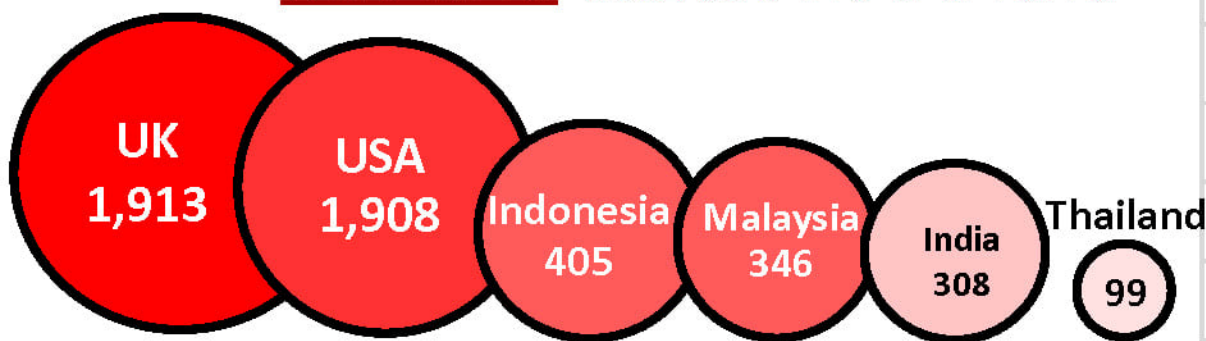 UK
1,913
USA
1,908
Indonesia
405
Malaysia
346
India
308
Thailand
99